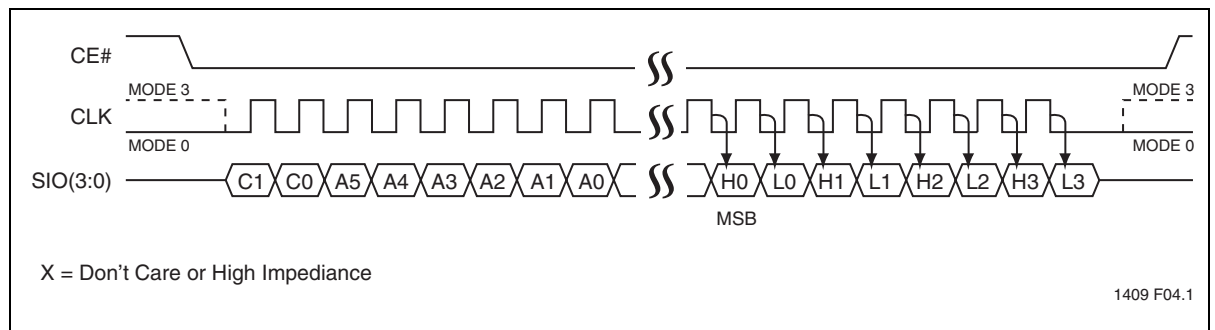 CE#
MODE 3 MODE 3
CLK
MODE 0 MODE 0
SIO(3:0) C1 C0 A5 A4 A3 A2 A1 A0 H0 L0 H1 L1 H2 L2 H3 L3
MSB
X = Don't Care or High Impediance
1409 F04.1